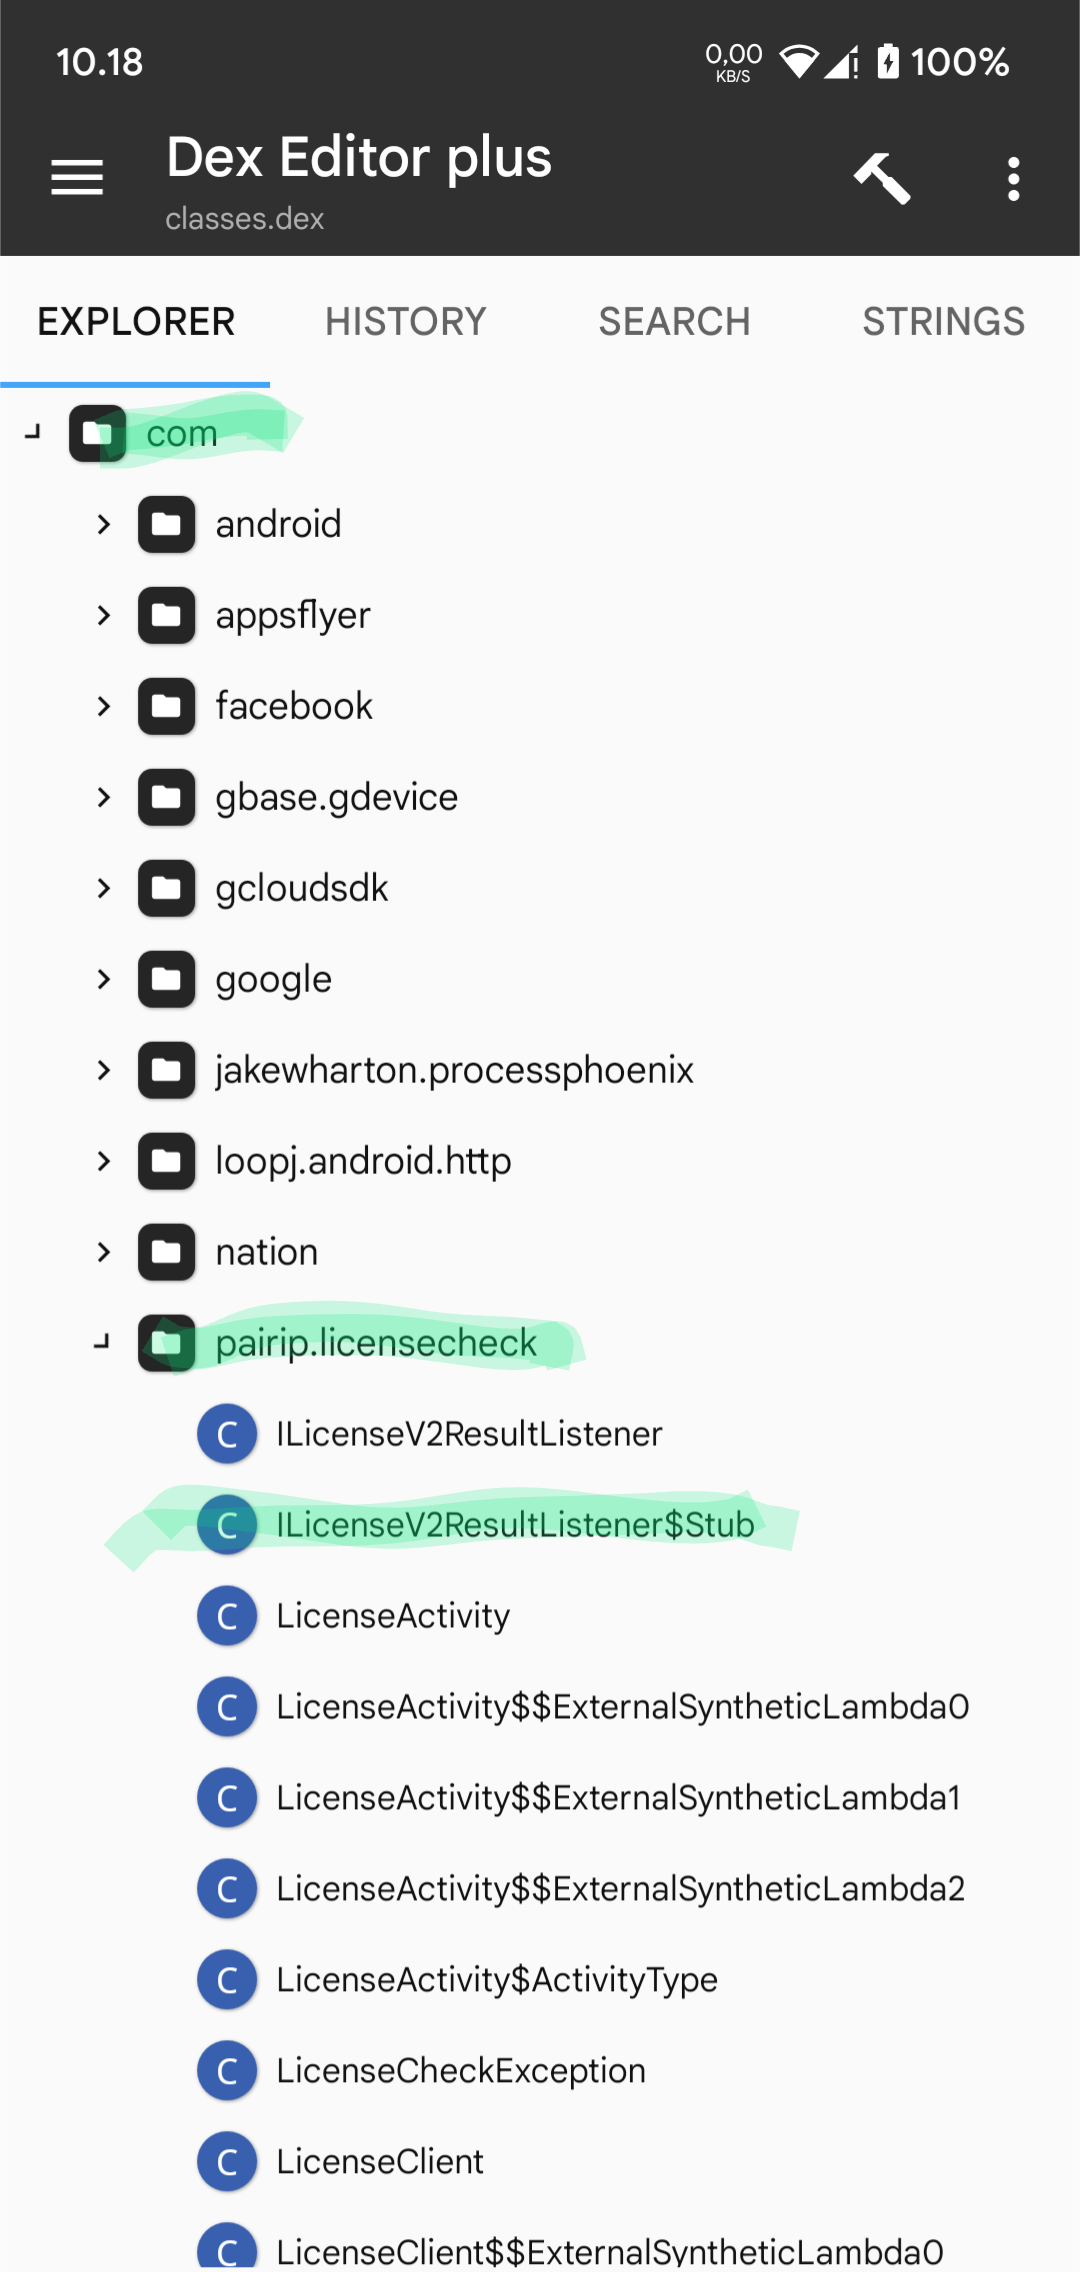 10.18
0,00
KB/S
100%
Dex Editor plus
classes.dex
EXPLORER HISTORY SEARCH STRINGS
com
android
appsflyer
facebook
gbase.gdevice
gcloudsdk
google
jakewharton.processphoenix
loopj.android.http
nation
pairip.licensecheck
C ILicenseV2ResultListener
C ILicenseV2ResultListener$Stub
C LicenseActivity
C LicenseActivity$$ExternalSyntheticLambda0
C LicenseActivity$$ExternalSyntheticLambda1
C LicenseActivity$$ExternalSyntheticLambda2
C LicenseActivity$ActivityType
C LicenseCheckException
C LicenseClient
C LicenseClient$$ExternalSyntheticLambda0